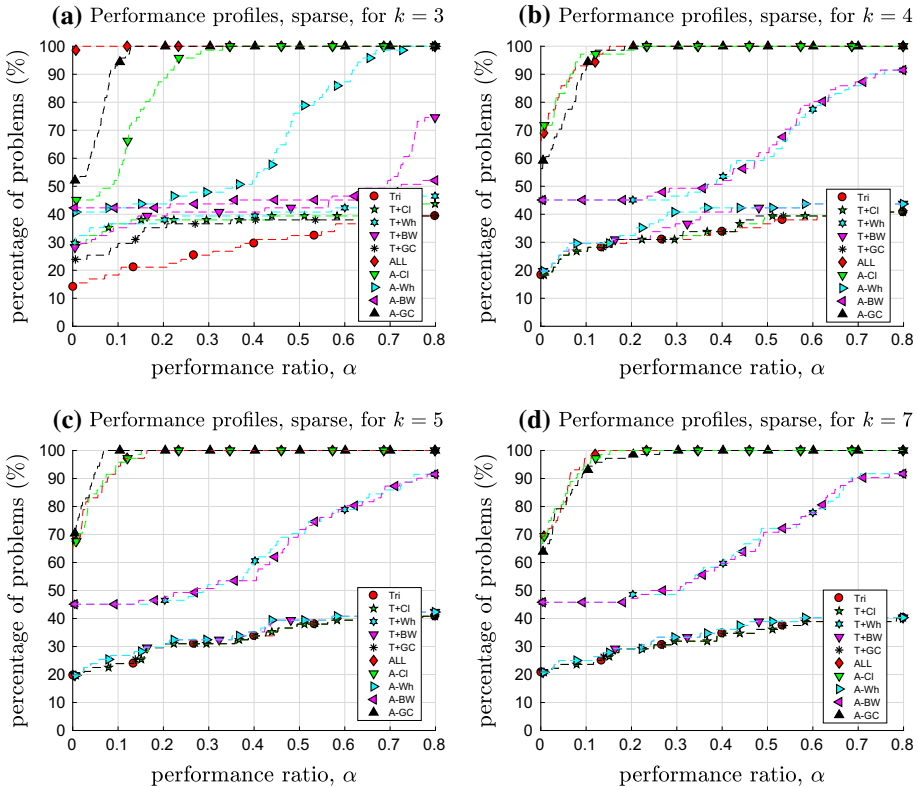 (a) Performance profiles, sparse, for k = 3
percentage of problems (%)
100
90
80
70
60
50
40
30
20
10
0
0 0.1 0.2 0.3 0.4 0.5 0.6 0.7 0.8
performance ratio, α
Tri
T+Cl
T+Wh
T+BW
T+GC
ALL
A-Cl
A-Wh
A-BW
A-GC
(b) Performance profiles, sparse, for k = 4
percentage of problems (%)
100
90
80
70
60
50
40
30
20
10
0
0 0.1 0.2 0.3 0.4 0.5 0.6 0.7 0.8
performance ratio, α
Tri
T+Cl
T+Wh
T+BW
T+GC
ALL
A-Cl
A-Wh
A-BW
A-GC
(c) Performance profiles, sparse, for k = 5
percentage of problems (%)
100
90
80
70
60
50
40
30
20
10
0
0 0.1 0.2 0.3 0.4 0.5 0.6 0.7 0.8
performance ratio, α
Tri
T+Cl
T+Wh
T+BW
T+GC
ALL
A-Cl
A-Wh
A-BW
A-GC
(d) Performance profiles, sparse, for k = 7
percentage of problems (%)
100
90
80
70
60
50
40
30
20
10
0
0 0.1 0.2 0.3 0.4 0.5 0.6 0.7 0.8
performance ratio, α
Tri
T+Cl
T+Wh
T+BW
T+GC
ALL
A-Cl
A-Wh
A-BW
A-GC